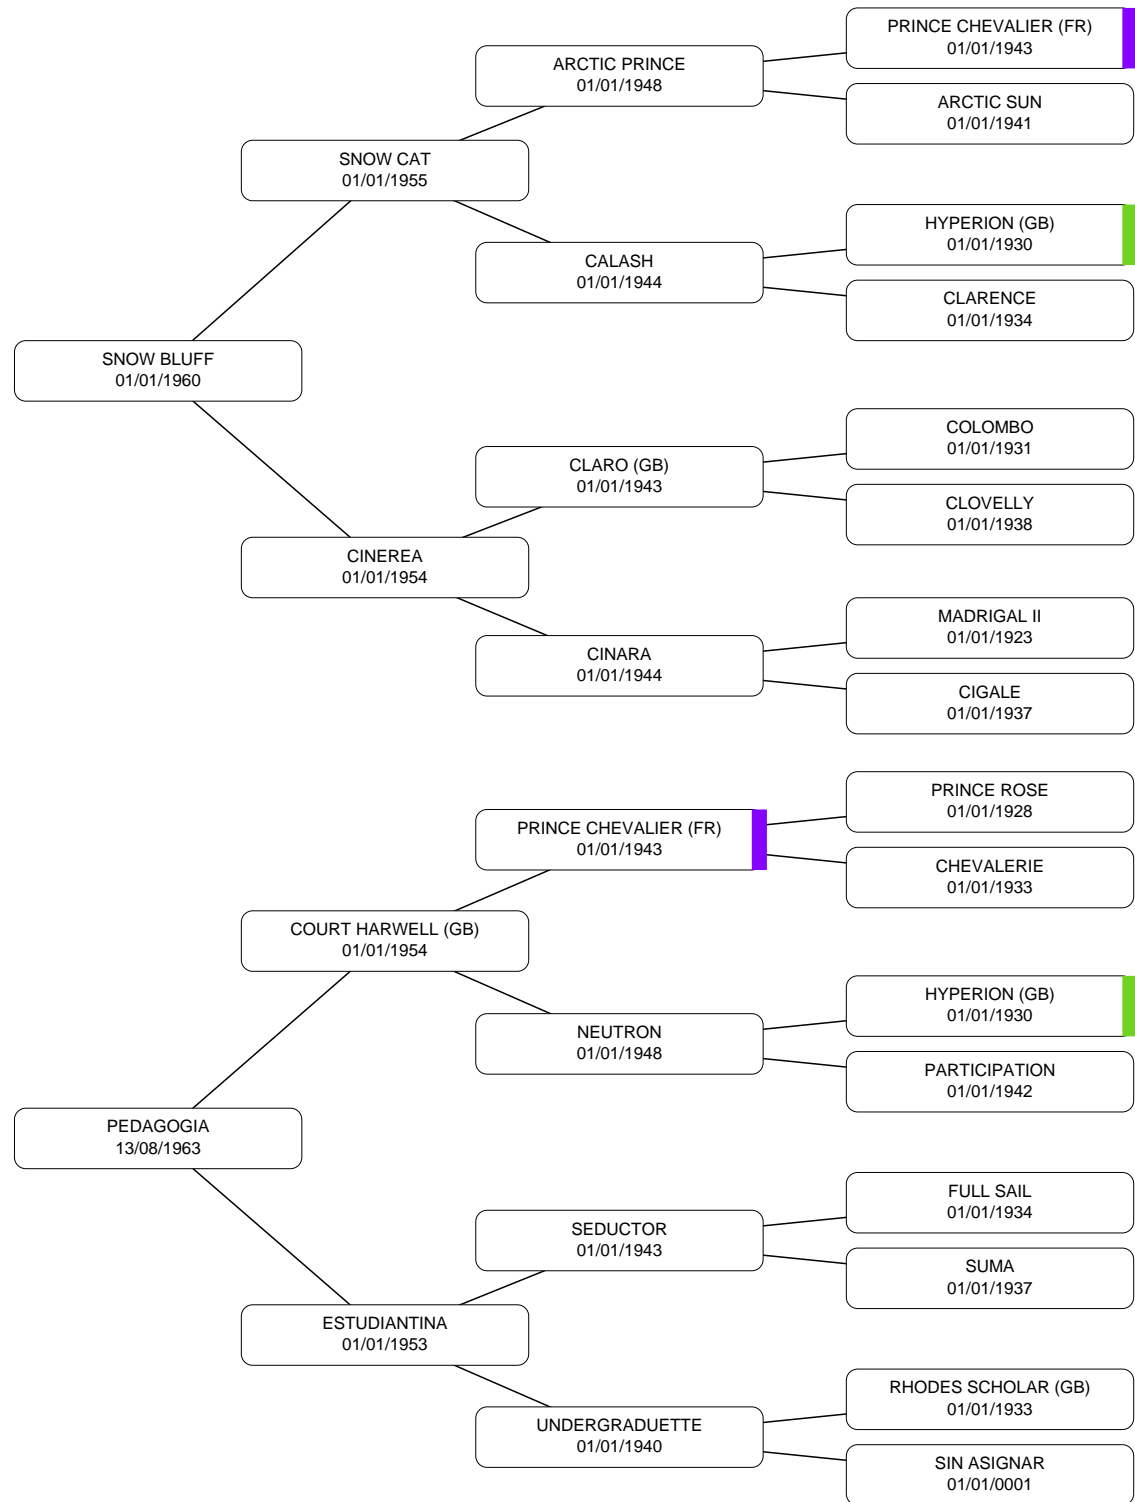 PRINCE CHEVALIER (FR)
01/01/1943
ARCTIC PRINCE
01/01/1948
ARCTIC SUN
01/01/1941
SNOW CAT
01/01/1955
HYPERION (GB)
01/01/1930
CALASH
01/01/1944
CLARENCE
01/01/1934
SNOW BLUFF
01/01/1960
COLOMBO
01/01/1931
CLARO (GB)
01/01/1943
CLOVELLY
01/01/1938
CINEREA
01/01/1954
MADRIGAL II
01/01/1923
CINARA
01/01/1944
CIGALE
01/01/1937
PRINCE ROSE
01/01/1928
PRINCE CHEVALIER (FR)
01/01/1943
CHEVALERIE
01/01/1933
COURT HARWELL (GB)
01/01/1954
HYPERION (GB)
01/01/1930
NEUTRON
01/01/1948
PARTICIPATION
01/01/1942
PEDAGOGIA
13/08/1963
FULL SAIL
01/01/1934
SEDUCTOR
01/01/1943
SUMA
01/01/1937
ESTUDIANTINA
01/01/1953
RHODES SCHOLAR (GB)
01/01/1933
UNDERGRADUETTE
01/01/1940
SIN ASIGNAR
01/01/0001